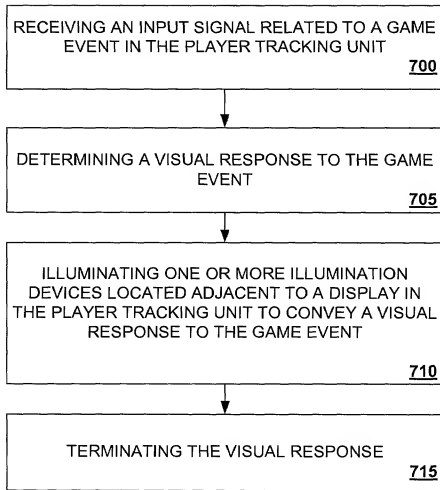 RECEIVING AN INPUT SIGNAL RELATED TO A GAME
EVENT IN THE PLAYER TRACKING UNIT
700
DETERMINING A VISUAL RESPONSE TO THE GAME
EVENT
705
ILLUMINATING ONE OR MORE ILLUMINATION
DEVICES LOCATED ADJACENT TO A DISPLAY IN
THE PLAYER TRACKING UNIT TO CONVEY A VISUAL
RESPONSE TO THE GAME EVENT
710
TERMINATING THE VISUAL RESPONSE
715